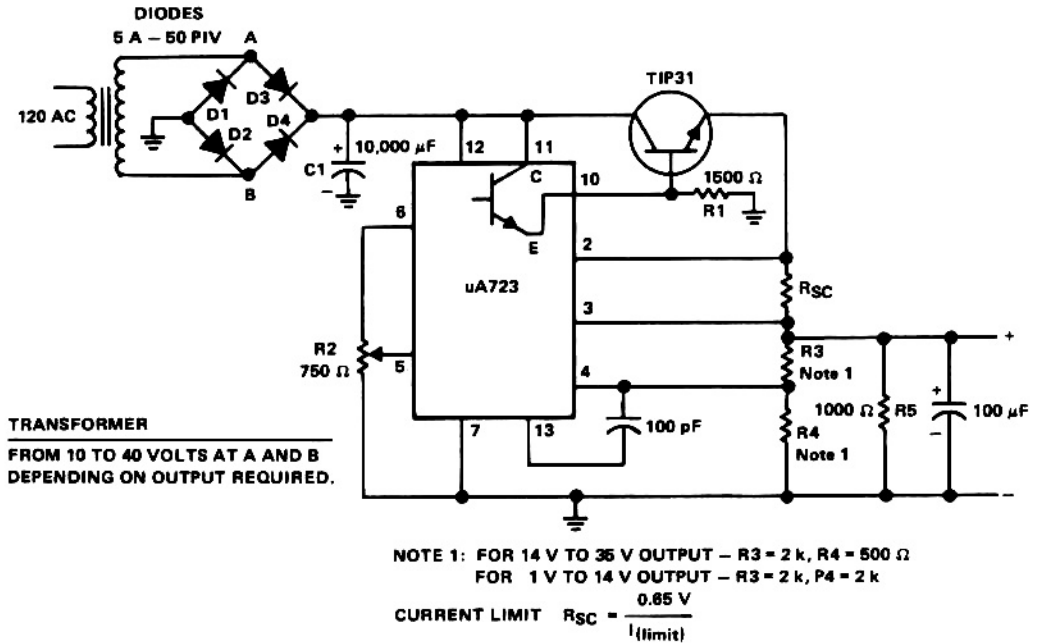 DIODES
5 A – 50 PIV
A
TIP31
120 AC
D1
D3
D2
D4
B
+
10,000 μF
C1
–
12
11
C
10
1500 Ω
R1
E
6
2
RSC
uA723
3
+
R2
750 Ω
5
4
R3
Note 1
1000 Ω
R5
+
100 μF
–
R4
Note 1
100 pF
7
13
–
TRANSFORMER
FROM 10 TO 40 VOLTS AT A AND B
DEPENDING ON OUTPUT REQUIRED.
NOTE 1: FOR 14 V TO 35 V OUTPUT – R3 = 2 k, R4 = 500 Ω
FOR 1 V TO 14 V OUTPUT – R3 = 2 k, P4 = 2 k
CURRENT LIMIT RSC = 0.65 V
I(limit)